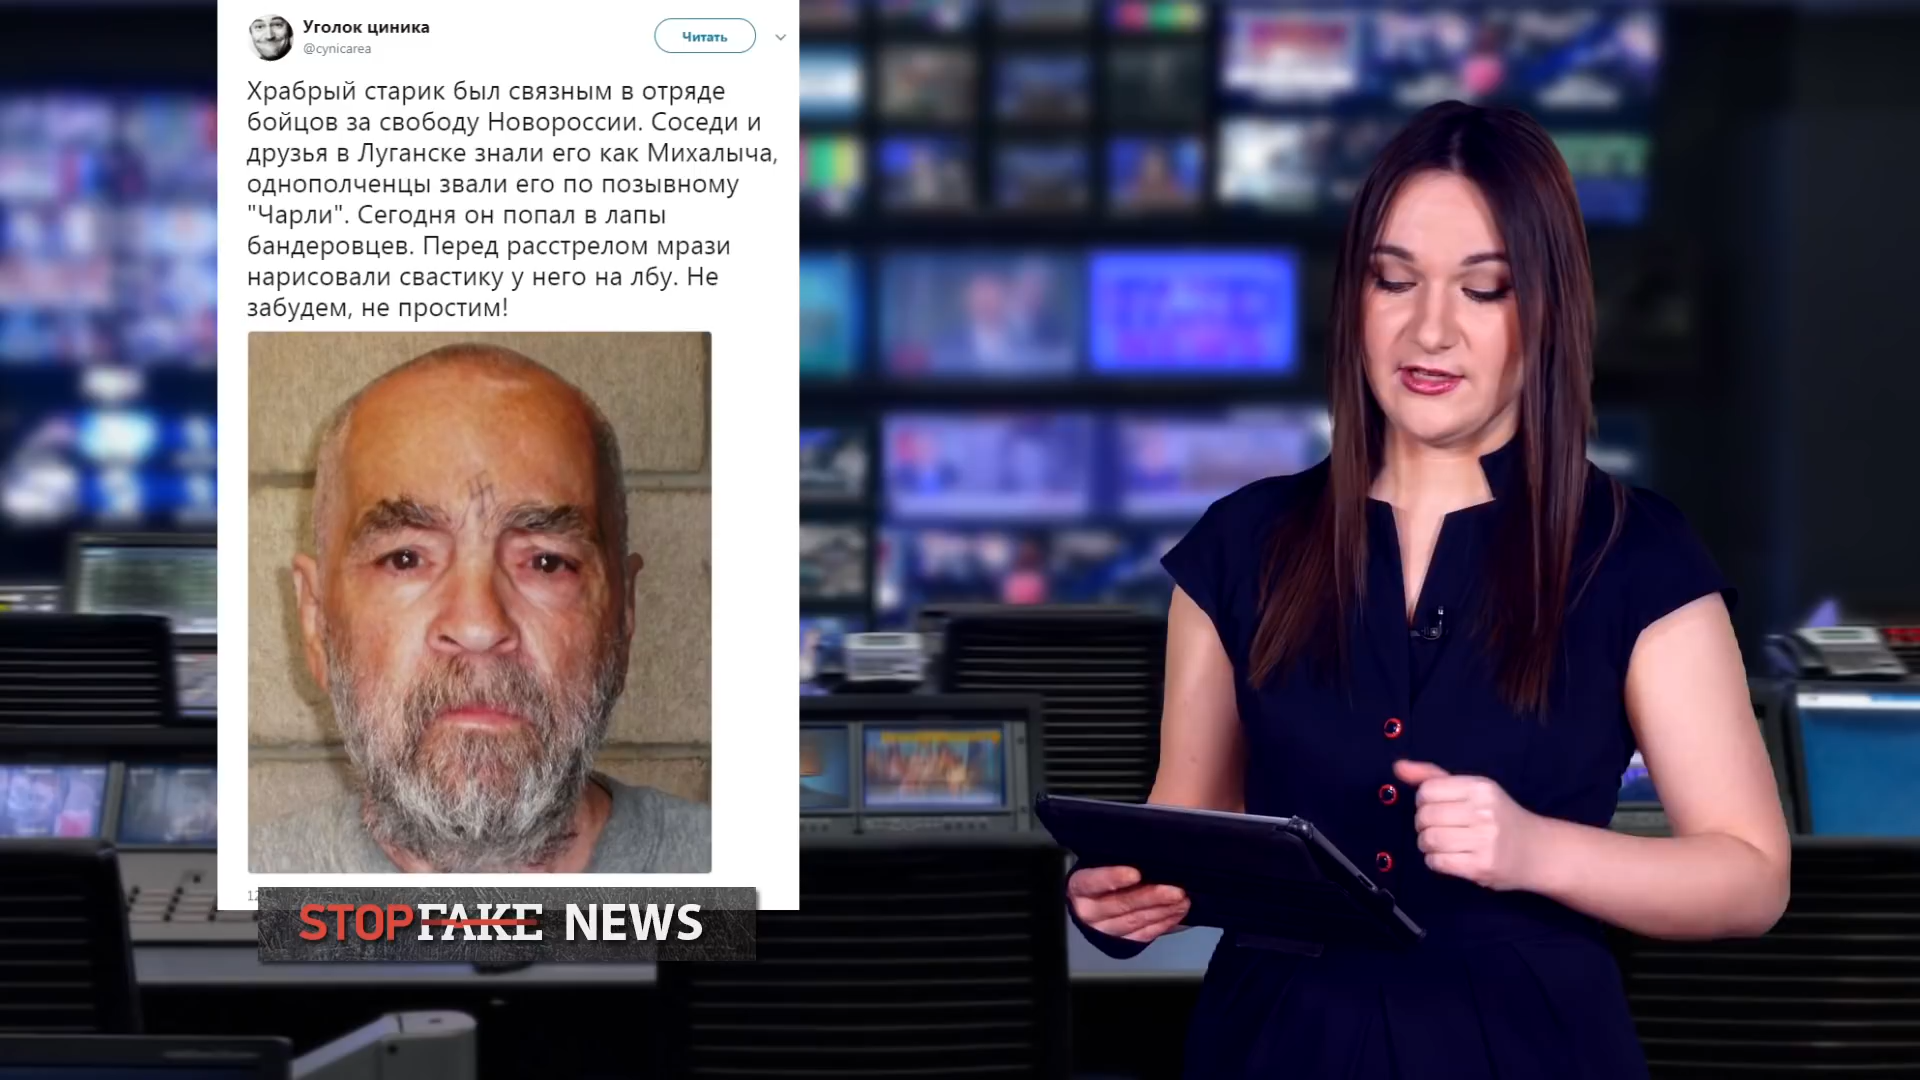 Уголок циника
@cynicarea
Читать
Храбрый старик был связным в отряде
бойцов за свободу Новороссии. Соседи и
друзья в Луганске знали его как Михалыча,
однополченцы звали его по позывному
"Чарли". Сегодня он попал в лапы
бандеровцев. Перед расстрелом мрази
нарисовали свастику у него на лбу. Не
забудем, не простим!
STOPFAKE NEWS